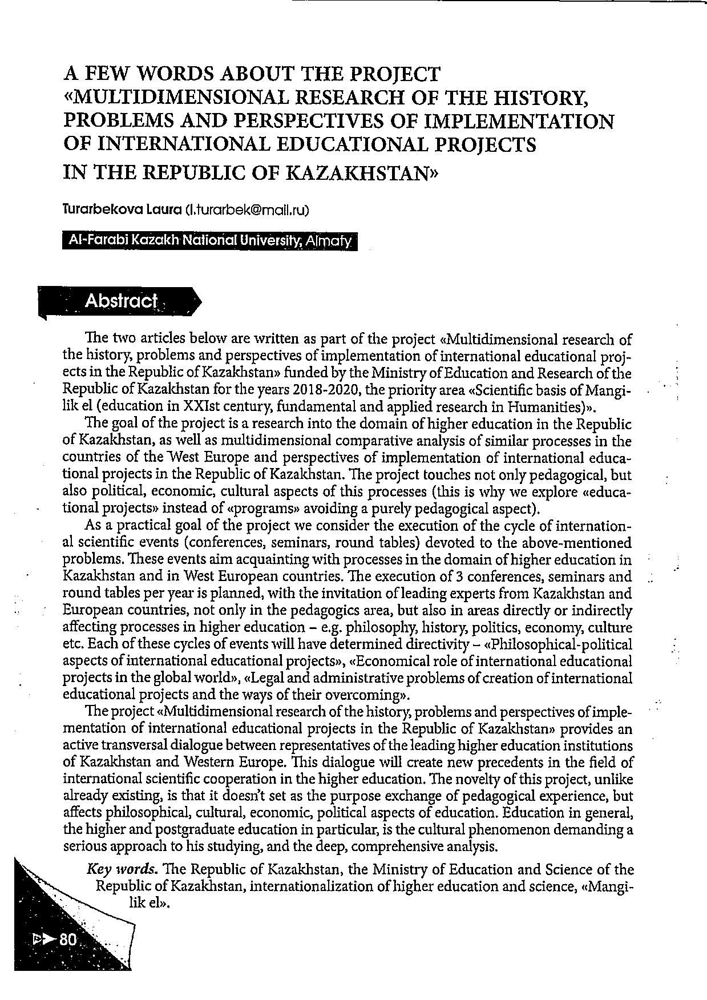 A FEW WORDS ABOUT THE PROJECT
«MULTIDIMENSIONAL RESEARCH OF THE HISTORY,
PROBLEMS AND PERSPECTIVES OF IMPLEMENTATION
OF INTERNATIONAL EDUCATIONAL PROJECTS
IN THE REPUBLIC OF KAZAKHSTAN»
Turarbekova Laura (l.turarbek@mail.ru)
Al-Farabi Kazakh National University, Almaty
Abstract
The two articles below are written as part of the project «Multidimensional research of
the history, problems and perspectives of implementation of international educational proj-
ects in the Republic of Kazakhstan» funded by the Ministry of Education and Research of the
Republic of Kazakhstan for the years 2018-2020, the priority area «Scientific basis of Mangi-
lik el (education in XXIst century, fundamental and applied research in Humanities)».
The goal of the project is a research into the domain of higher education in the Republic
of Kazakhstan, as well as multidimensional comparative analysis of similar processes in the
countries of the West Europe and perspectives of implementation of international educa-
tional projects in the Republic of Kazakhstan. The project touches not only pedagogical, but
also political, economic, cultural aspects of this processes (this is why we explore «educa-
tional projects» instead of «programs» avoiding a purely pedagogical aspect).
As a practical goal of the project we consider the execution of the cycle of internation-
al scientific events (conferences, seminars, round tables) devoted to the above-mentioned
problems. These events aim acquainting with processes in the domain of higher education in
Kazakhstan and in West European countries. The execution of 3 conferences, seminars and
round tables per year is planned, with the invitation of leading experts from Kazakhstan and
European countries, not only in the pedagogics area, but also in areas directly or indirectly
affecting processes in higher education – e.g. philosophy, history, politics, economy, culture
etc. Each of these cycles of events will have determined directivity – «Philosophical-political
aspects of international educational projects», «Economical role of international educational
projects in the global world», «Legal and administrative problems of creation of international
educational projects and the ways of their overcoming».
The project «Multidimensional research of the history, problems and perspectives of imple-
mentation of international educational projects in the Republic of Kazakhstan» provides an
active transversal dialogue between representatives of the leading higher education institutions
of Kazakhstan and Western Europe. This dialogue will create new precedents in the field of
international scientific cooperation in the higher education. The novelty of this project, unlike
already existing, is that it doesn't set as the purpose exchange of pedagogical experience, but
affects philosophical, cultural, economic, political aspects of education. Education in general,
the higher and postgraduate education in particular, is the cultural phenomenon demanding a
serious approach to his studying, and the deep, comprehensive analysis.
Key words. The Republic of Kazakhstan, the Ministry of Education and Science of the
Republic of Kazakhstan, internationalization of higher education and science, «Mangi-
lik el».
80